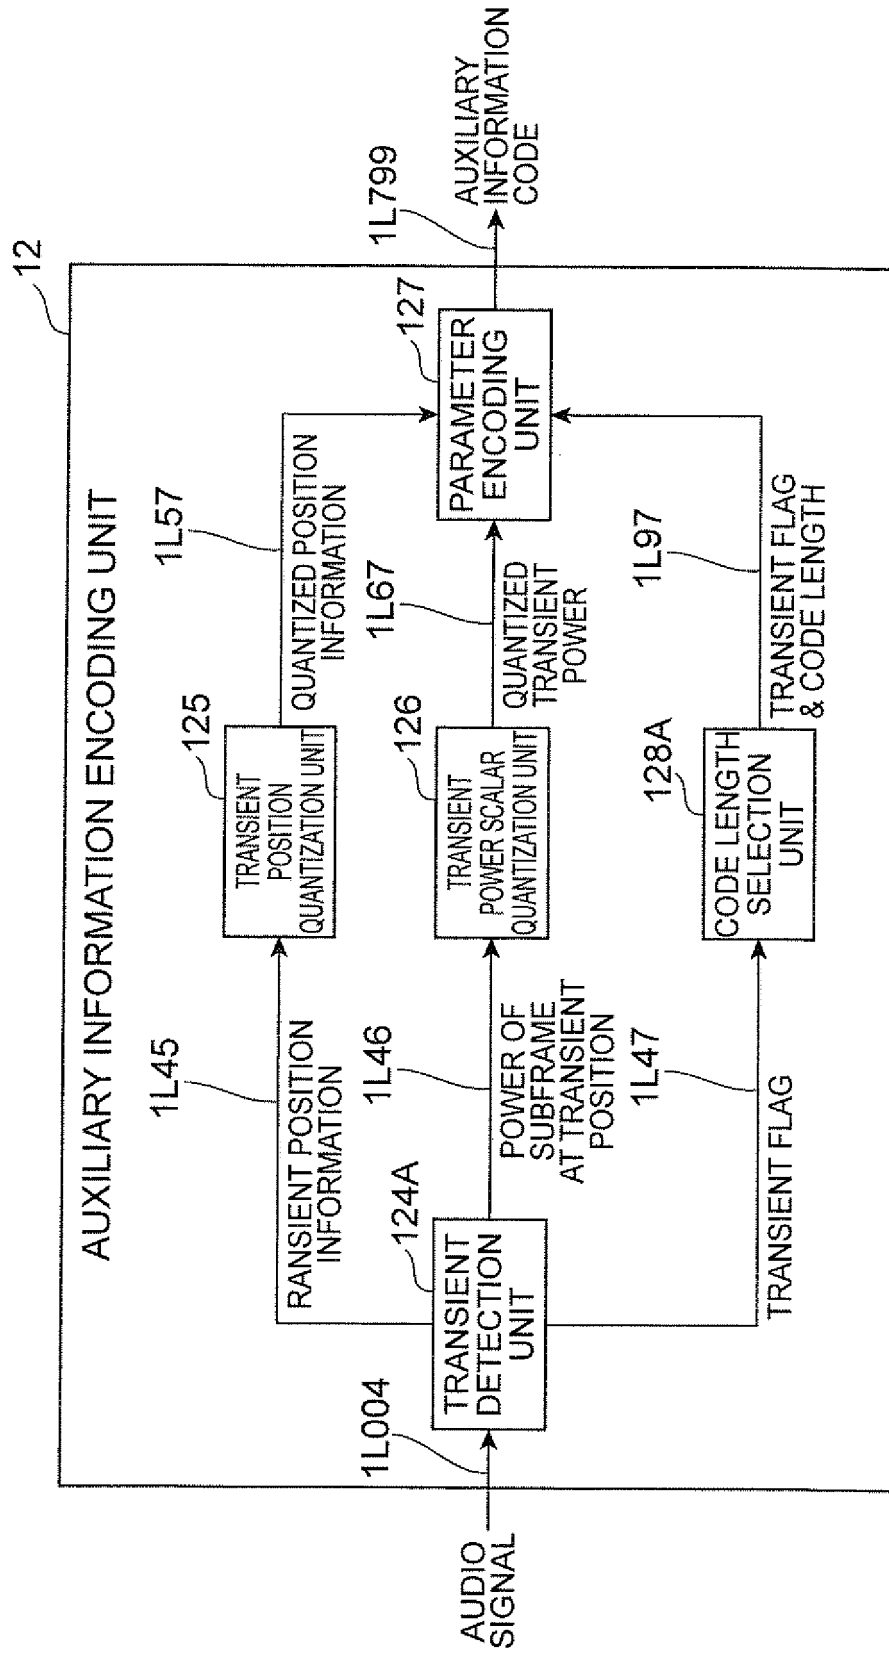 12
AUXILIARY INFORMATION ENCODING UNIT
AUDIO
SIGNAL
1L004
TRANSIENT
DETECTION
UNIT
124A
1L45
RANSIENT POSITION
INFORMATION
1L46
POWER OF
SUBFRAME
AT TRANSIENT
POSITION
1L47
TRANSIENT FLAG
125
TRANSIENT
POSITION
QUANTIZATION UNIT
126
TRANSIENT
POWER SCALAR
QUANTIZATION UNIT
128A
CODE LENGTH
SELECTION
UNIT
1L57
QUANTIZED POSITION
INFORMATION
1L67
QUANTIZED
TRANSIENT
POWER
1L97
TRANSIENT FLAG
& CODE LENGTH
127
PARAMETER
ENCODING
UNIT
1L799
AUXILIARY
INFORMATION
CODE